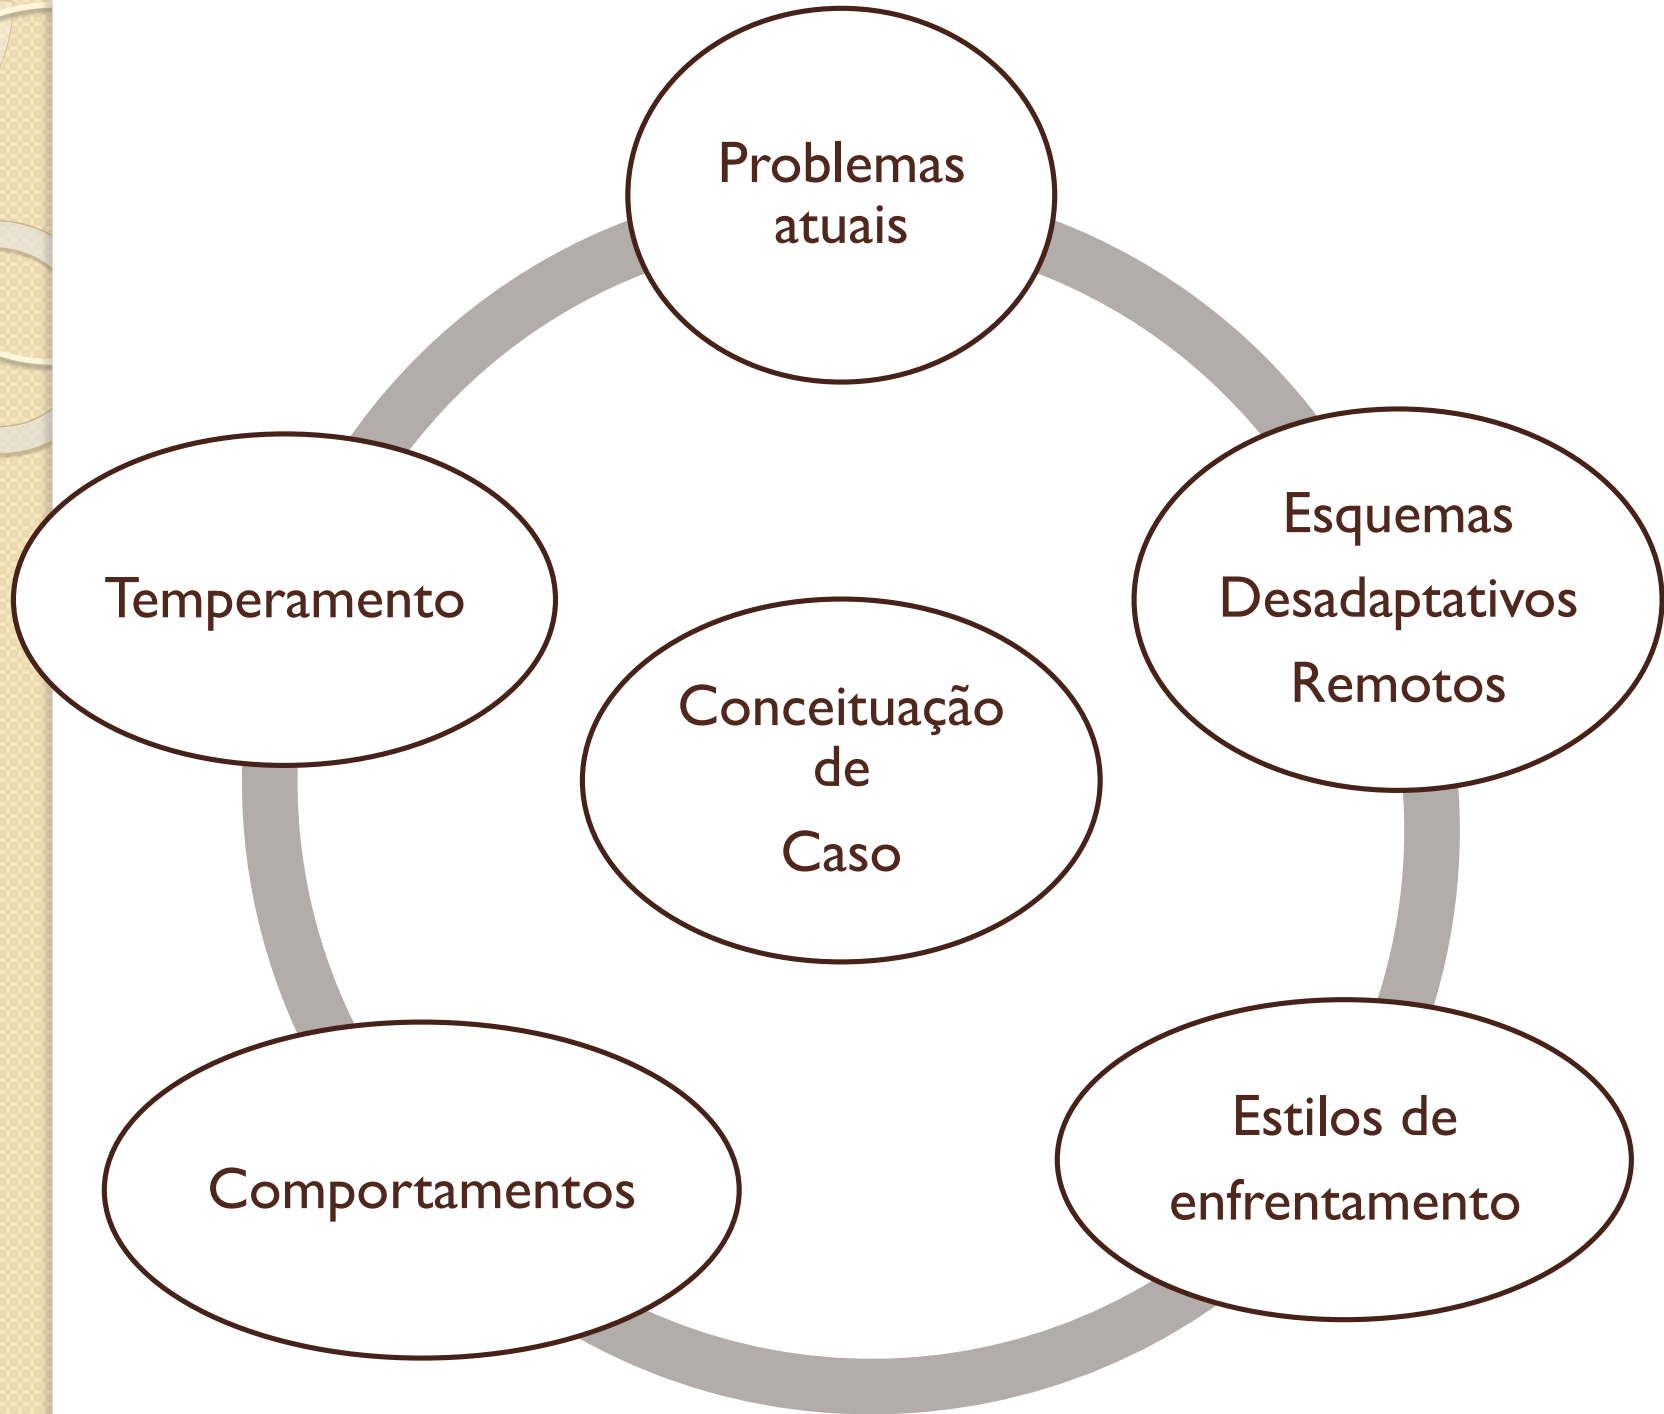 Problemas
atuais
Esquemas
Desadaptativos
Remotos
Temperamento
Conceituação
de
Caso
Estilos de
enfrentamento
Comportamentos